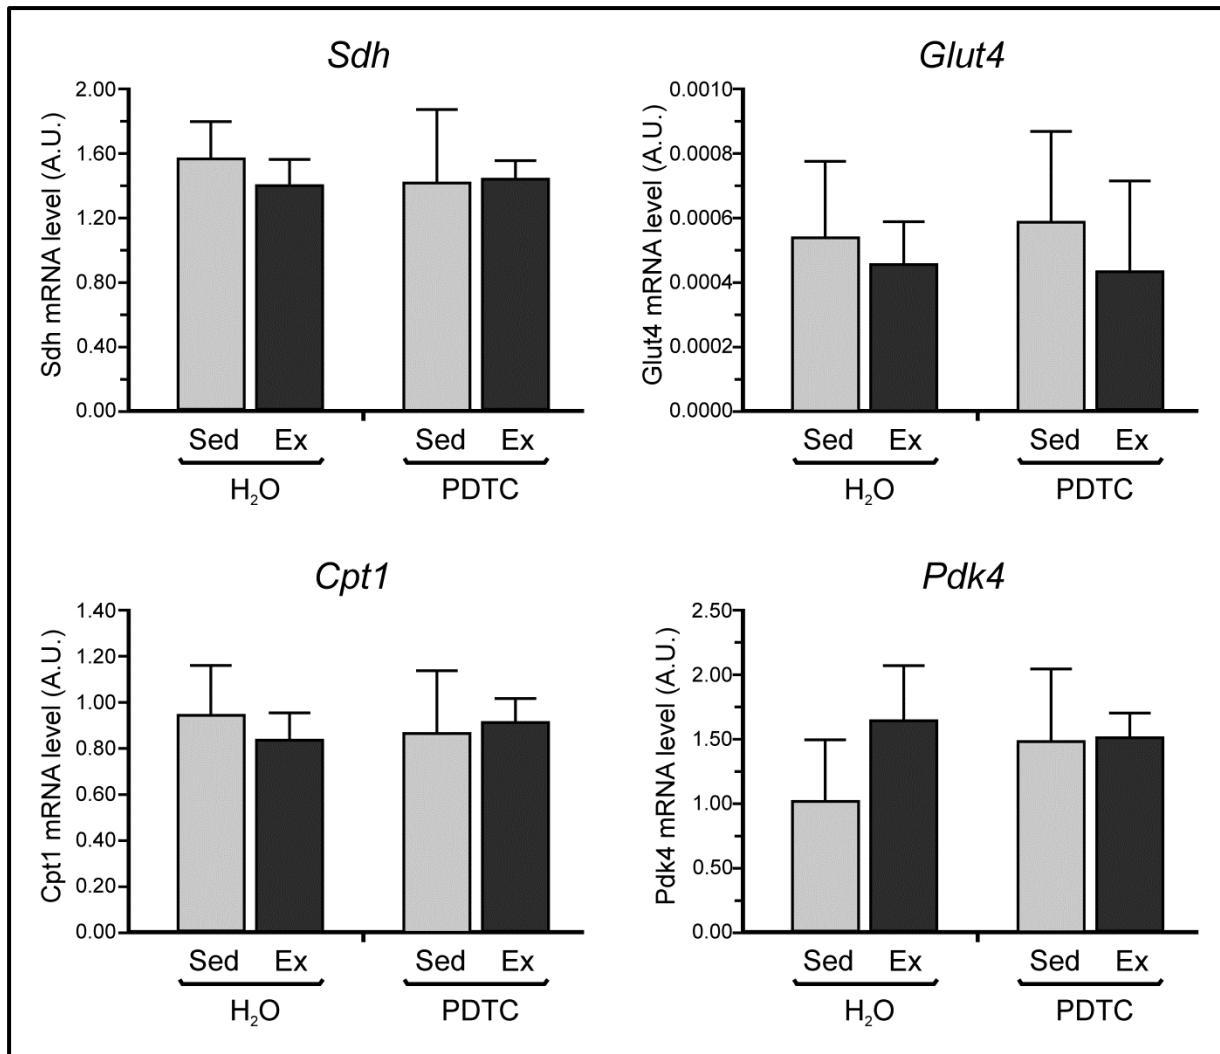 Sdh
Sdh mRNA level (A.U.)
2.00
1.60
1.20
0.80
0.40
0.00
Sed Ex Sed Ex
H₂O PDTC
Glut4
Glut4 mRNA level (A.U.)
0.0010
0.0008
0.0006
0.0004
0.0002
0.0000
Sed Ex Sed Ex
H₂O PDTC
Cpt1
Cpt1 mRNA level (A.U.)
1.40
1.20
1.00
0.80
0.60
0.40
0.20
0.00
Sed Ex Sed Ex
H₂O PDTC
Pdk4
Pdk4 mRNA level (A.U.)
2.50
2.00
1.50
1.00
0.50
0.00
Sed Ex Sed Ex
H₂O PDTC